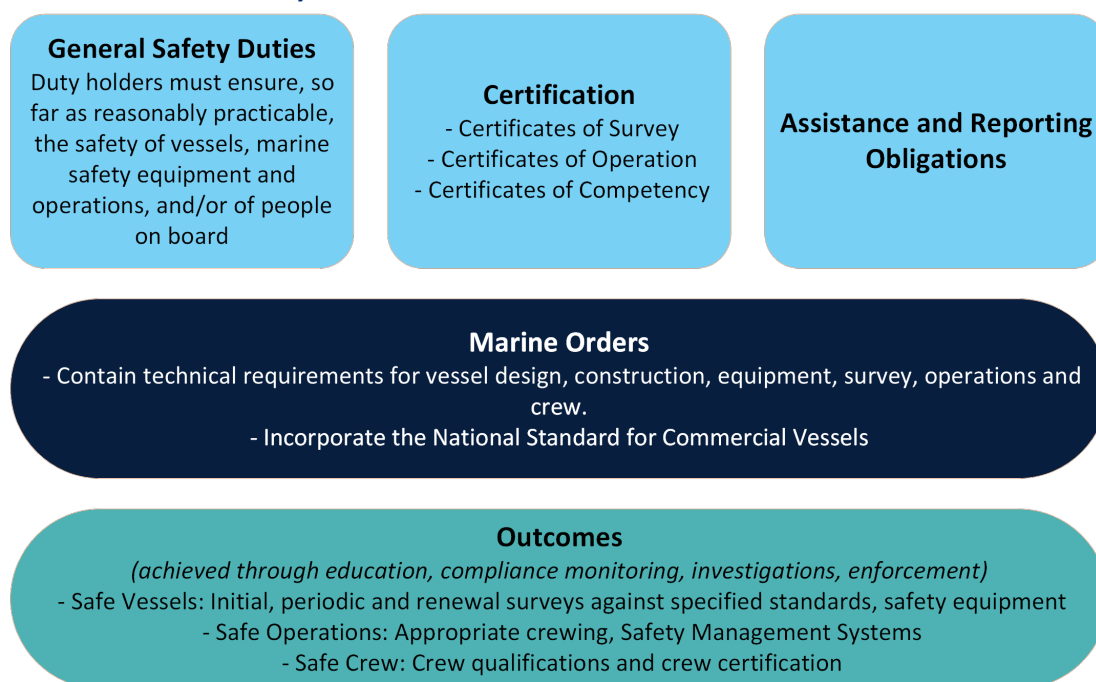 General Safety Duties
Duty holders must ensure, so
far as reasonably practicable,
the safety of vessels, marine
safety equipment and
operations, and/or of people
on board
Certification
- Certificates of Survey
- Certificates of Operation
- Certificates of Competency
Assistance and Reporting
Obligations
Marine Orders
- Contain technical requirements for vessel design, construction, equipment, survey, operations and
crew.
- Incorporate the National Standard for Commercial Vessels
Outcomes
(achieved through education, compliance monitoring, investigations, enforcement)
- Safe Vessels: Initial, periodic and renewal surveys against specified standards, safety equipment
- Safe Operations: Appropriate crewing, Safety Management Systems
- Safe Crew: Crew qualifications and crew certification